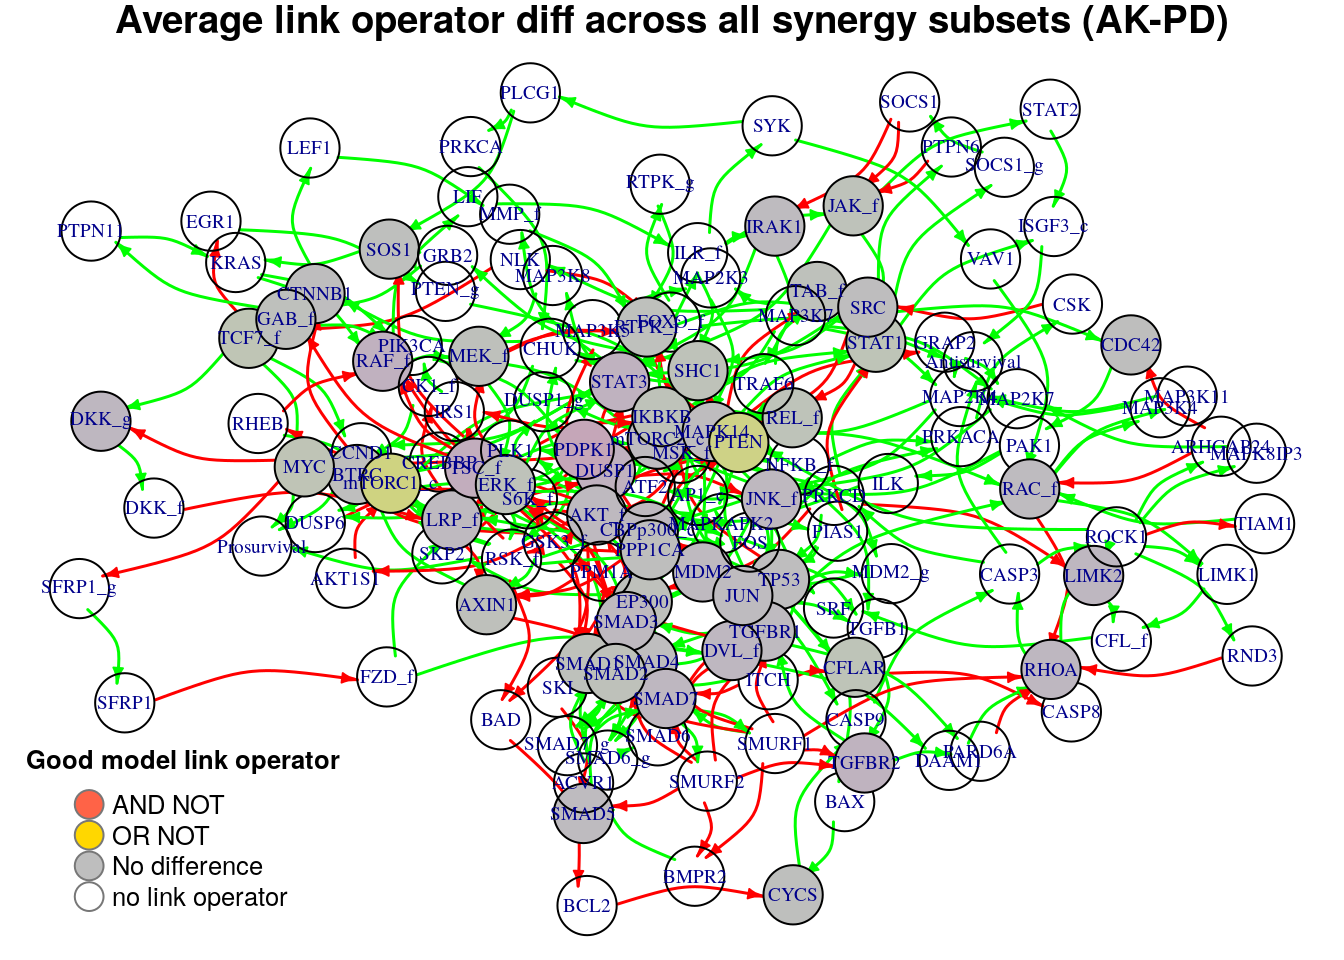 Average link operator diff across all synergy subsets (AK-PD)
PLCG1
SOCS1
STAT2
SYK
PRKCA
LEF1
PTPN6
SOCS1_g
RTPK_g
LIF
MMP_f
JAK_f
EGR1
PTPN11
IRAK1
ISGF3_c
SOS1
GRB2
NLK
ILR_f
VAV1
KRAS
MAP3K8
MAP2K3
PTEN_g
CTNNB1
TAB_f
SRC
CSK
GAB_f
MAP3K7
FOXO_f
RTPK_f
MAP3K5
TCF7_f
PIK3CA
CHUK
STAT1
GRAP2
CDC42
MEK_f
RAF_f
Antisurvival
SHC1
STAT3
TRAF6
MAP2K4
MAP2K7
MAP3K11
MAP3K4
DUSP1_g
IRS1
IKBKB
REL_f
DKK_g
RHEB
MAPK14
PTEN
PRKACA
PAK1
ARHGAP24
MAPK8IP3
CCND1
PLK1
PDPK1
mTORC2_c
MSK_f
NFKB_f
MYC
BTRC
CREBBP
TSC_f
DUSP1
mTORC1_c
ERK_f
S6K_f
ATF2
AP1_g
JNK_f
PRKCE
ILK
RAC_f
DKK_f
DUSP6
LRP_f
AKT_f
CBPp300_c
MAPKAPK2
PIAS1
TIAM1
Prosurvival
SKP2
RSK_f
GSK3_f
PPP1CA
FOS
ROCK1
AKT1S1
PPM1A
MDM2
TP53
MDM2_g
CASP3
LIMK2
LIMK1
SFRP1_g
AXIN1
EP300
JUN
SRF
SMAD3
TGFBR1
TGFB1
CFL_f
DVL_f
SMAD1
SMAD4
SMAD2
CFLAR
RND3
FZD_f
SKI
ITCH
RHOA
SFRP1
SMAD7
BAD
CASP9
CASP8
SMAD6
SMAD7_g
SMURF1
PARD6A
SMAD6_g
DAAM1
TGFBR2
ACVR1
SMURF2
BAX
SMAD5
BMPR2
CYCS
BCL2
Good model link operator
AND NOT
OR NOT
No difference
no link operator